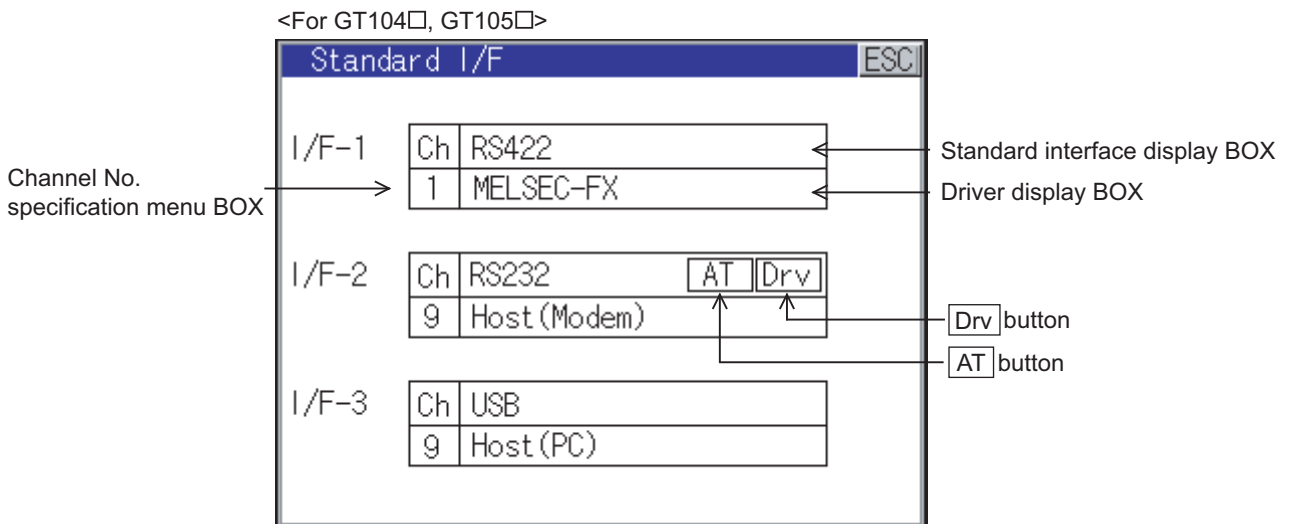 <For GT104□, GT105□>
Standard I/F ESC
I/F-1 Ch RS422
1 MELSEC-FX
Standard interface display BOX
Driver display BOX
Channel No.
specification menu BOX
I/F-2 Ch RS232 AT Drv
9 Host(Modem)
Drv button
AT button
I/F-3 Ch USB
9 Host(PC)